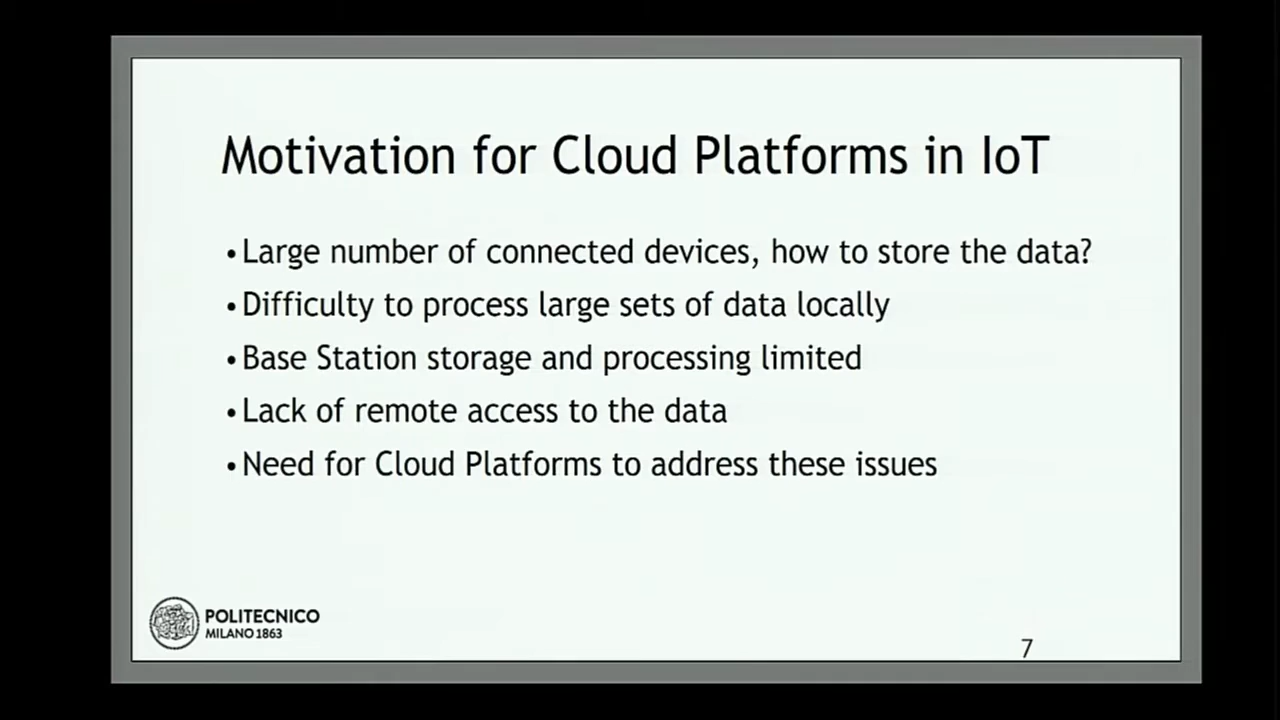 Motivation for Cloud Platforms in IoT
•Large number of connected devices, how to store the data?
•Difficulty to process large sets of data locally
•Base Station storage and processing limited
•Lack of remote access to the data
•Need for Cloud Platforms to address these issues
POLITECNICO
MILANO 1863
7